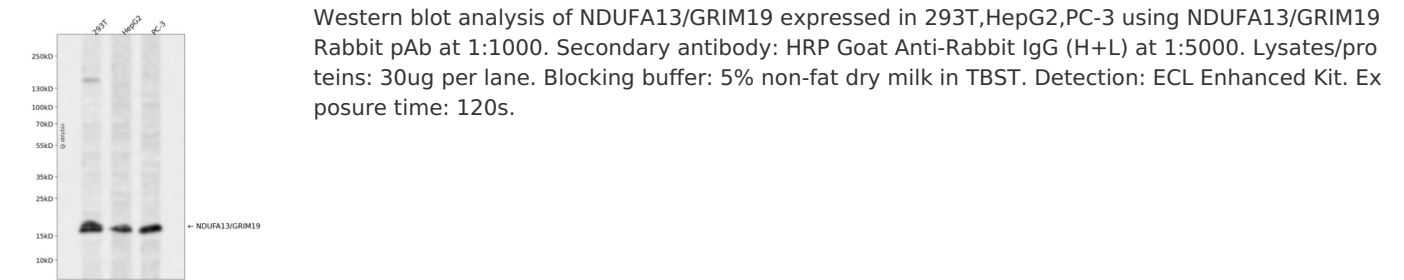 293T
HepG2
PC-3
250kD
130kD
100kD
70kD
55kD
35kD
25kD
15kD
10kD
← NDUFA13/GRIM19
Western blot analysis of NDUFA13/GRIM19 expressed in 293T,HepG2,PC-3 using NDUFA13/GRIM19
Rabbit pAb at 1:1000. Secondary antibody: HRP Goat Anti-Rabbit IgG (H+L) at 1:5000. Lysates/pro
teins: 30ug per lane. Blocking buffer: 5% non-fat dry milk in TBST. Detection: ECL Enhanced Kit. Ex
posure time: 120s.